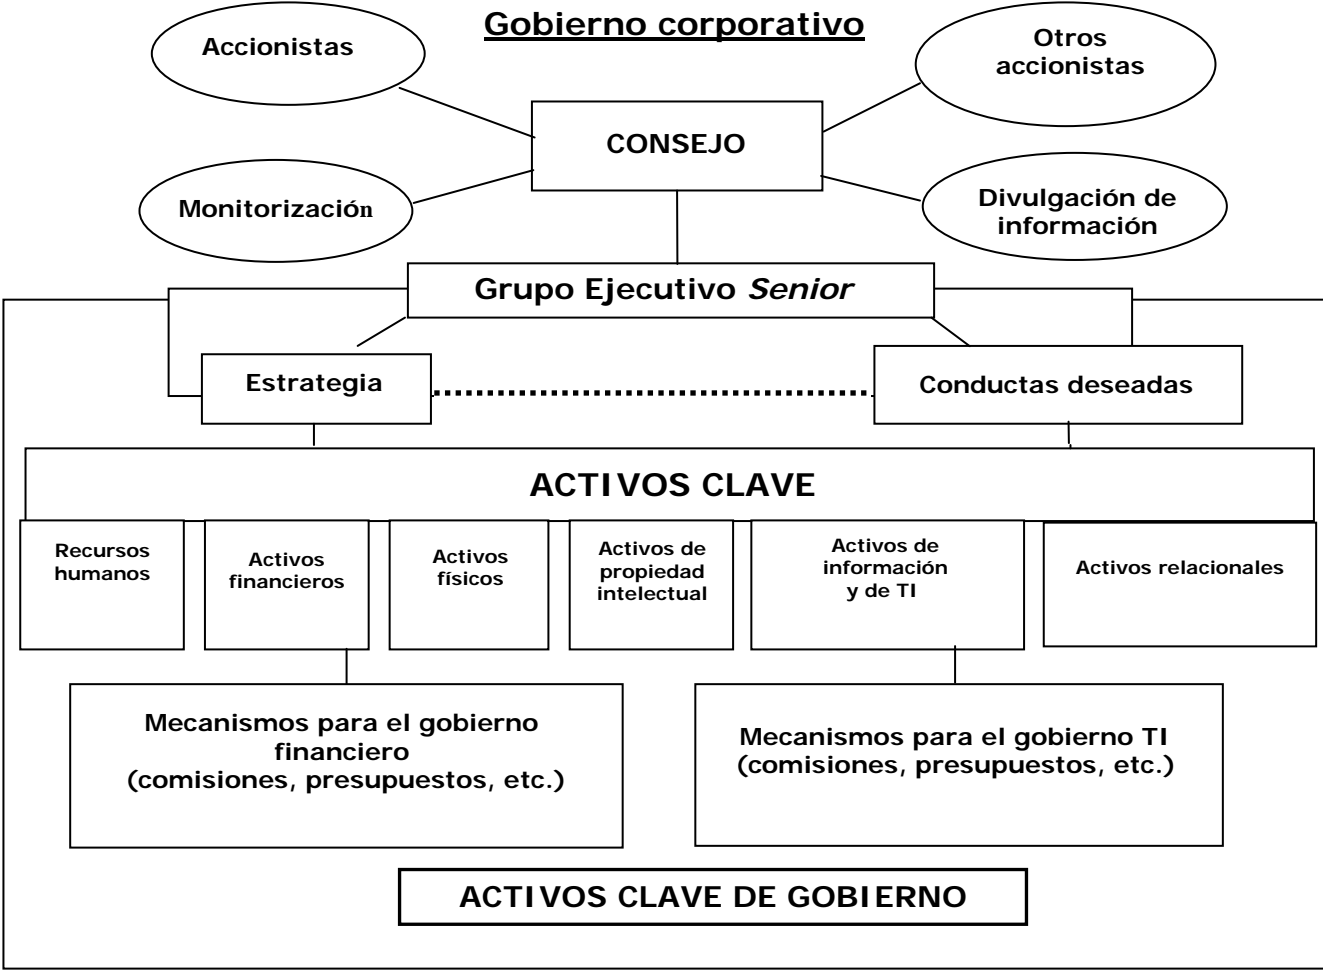 Gobierno corporativo
Accionistas
Otros
accionistas
CONSEJO
Monitorización
Divulgación de
información
Grupo Ejecutivo Senior
Estrategia
Conductas deseadas
ACTIVOS CLAVE
Recursos
humanos
Activos
financieros
Activos
físicos
Activos de
propiedad
intelectual
Activos de
información
y de TI
Activos relacionales
Mecanismos para el gobierno
financiero
(comisiones, presupuestos, etc.)
Mecanismos para el gobierno TI
(comisiones, presupuestos, etc.)
ACTIVOS CLAVE DE GOBIERNO